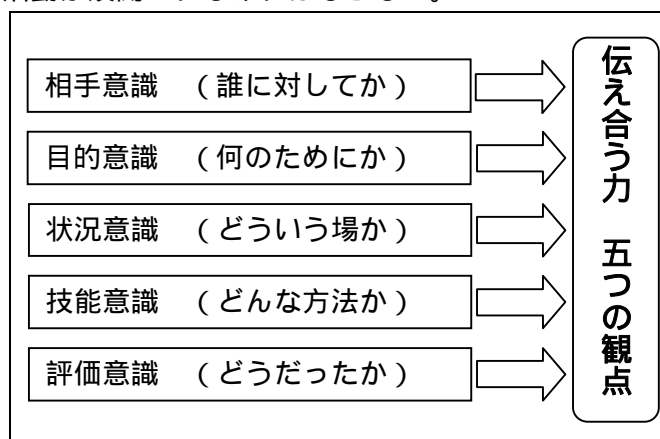 相手意識 （誰に対してか）
目的意識 （何のためにか）
状況意識 （どういう場か）
技能意識 （どんな方法か）
評価意識 （どうだったか）
伝え合う力 五つの観点